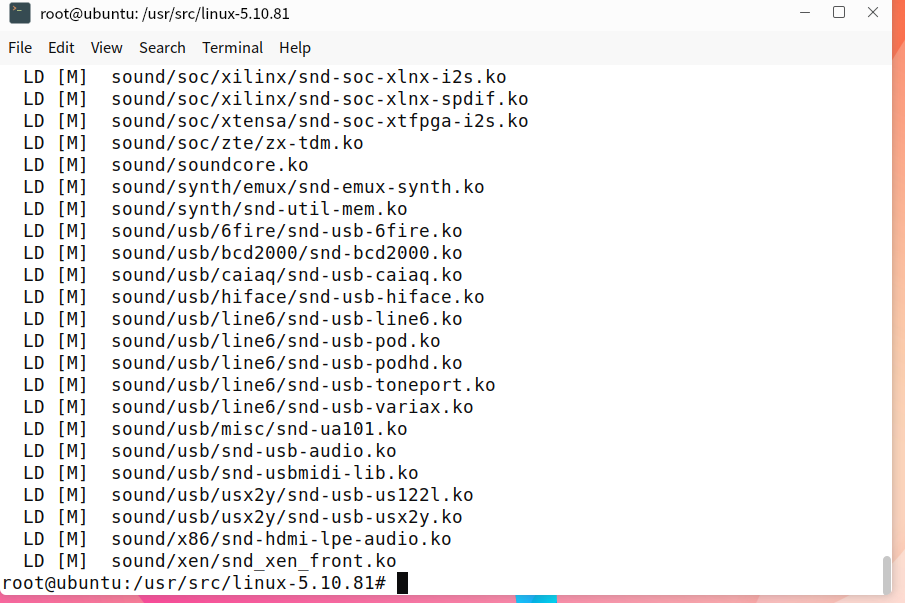 root@ubuntu: /usr/src/linux-5.10.81
File Edit View Search Terminal Help
LD [M] sound/soc/xilinx/snd-soc-xlnx-i2s.ko
LD [M] sound/soc/xilinx/snd-soc-xlnx-spdif.ko
LD [M] sound/soc/xtensa/snd-soc-xtfpga-i2s.ko
LD [M] sound/soc/zte/zx-tdm.ko
LD [M] sound/soundcore.ko
LD [M] sound/synth/emux/snd-emux-synth.ko
LD [M] sound/synth/snd-util-mem.ko
LD [M] sound/usb/6fire/snd-usb-6fire.ko
LD [M] sound/usb/bcd2000/snd-bcd2000.ko
LD [M] sound/usb/caiaq/snd-usb-caiaq.ko
LD [M] sound/usb/hiface/snd-usb-hiface.ko
LD [M] sound/usb/line6/snd-usb-line6.ko
LD [M] sound/usb/line6/snd-usb-pod.ko
LD [M] sound/usb/line6/snd-usb-podhd.ko
LD [M] sound/usb/line6/snd-usb-toneport.ko
LD [M] sound/usb/line6/snd-usb-variax.ko
LD [M] sound/usb/misc/snd-ua101.ko
LD [M] sound/usb/snd-usb-audio.ko
LD [M] sound/usb/snd-usbmidi-lib.ko
LD [M] sound/usb/usx2y/snd-usb-us122l.ko
LD [M] sound/usb/usx2y/snd-usb-usx2y.ko
LD [M] sound/x86/snd-hdmi-lpe-audio.ko
LD [M] sound/xen/snd_xen_front.ko
root@ubuntu:/usr/src/linux-5.10.81#